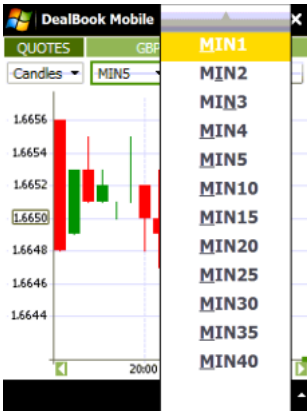 DealBook Mobile
QUOTES GBP
Candles MIN5
MIN1
MIN2
MIN3
MIN4
MIN5
MIN10
MIN15
MIN20
MIN25
MIN30
MIN35
MIN40
1.6656
1.6654
1.6652
1.6650
1.6648
1.6646
1.6644
20:00